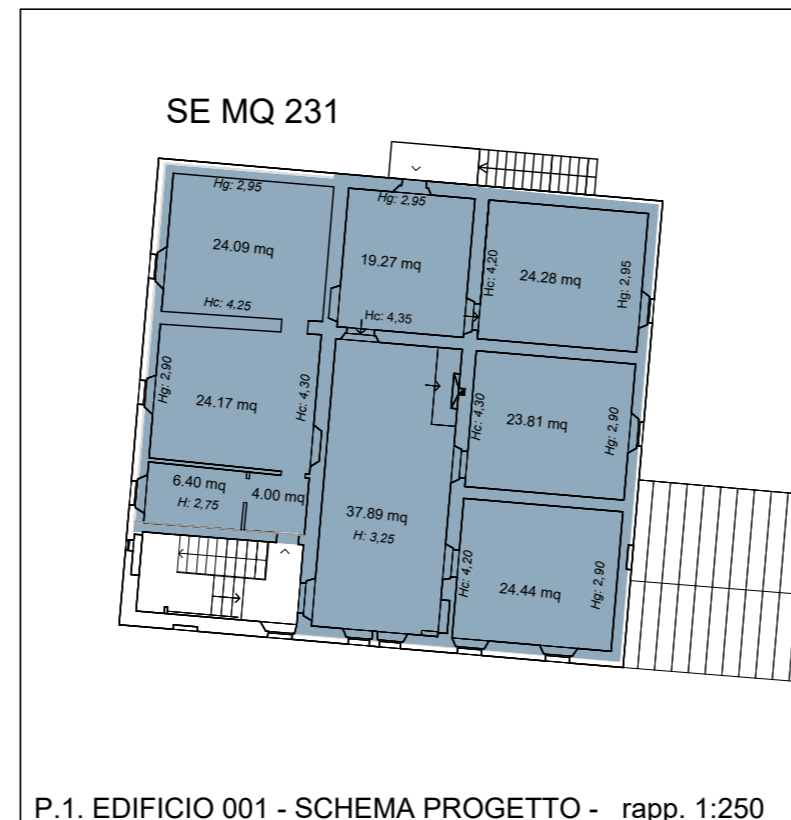 SE MQ 231
Hg: 2,95
24.09 mq
Hc: 4,25
Hg: 2,95
19.27 mq
Hc: 4,35
Hc: 4,20
24.28 mq
Hg: 2,95
Hg: 2,90
24.17 mq
Hc: 4,30
Hc: 4,30
23.81 mq
Hg: 2,90
6.40 mq
H: 2,75
4.00 mq
37.89 mq
H: 3,25
Hc: 4,20
24.44 mq
Hg: 2,90
P.1. EDIFICIO 001 - SCHEMA PROGETTO - rapp. 1:250